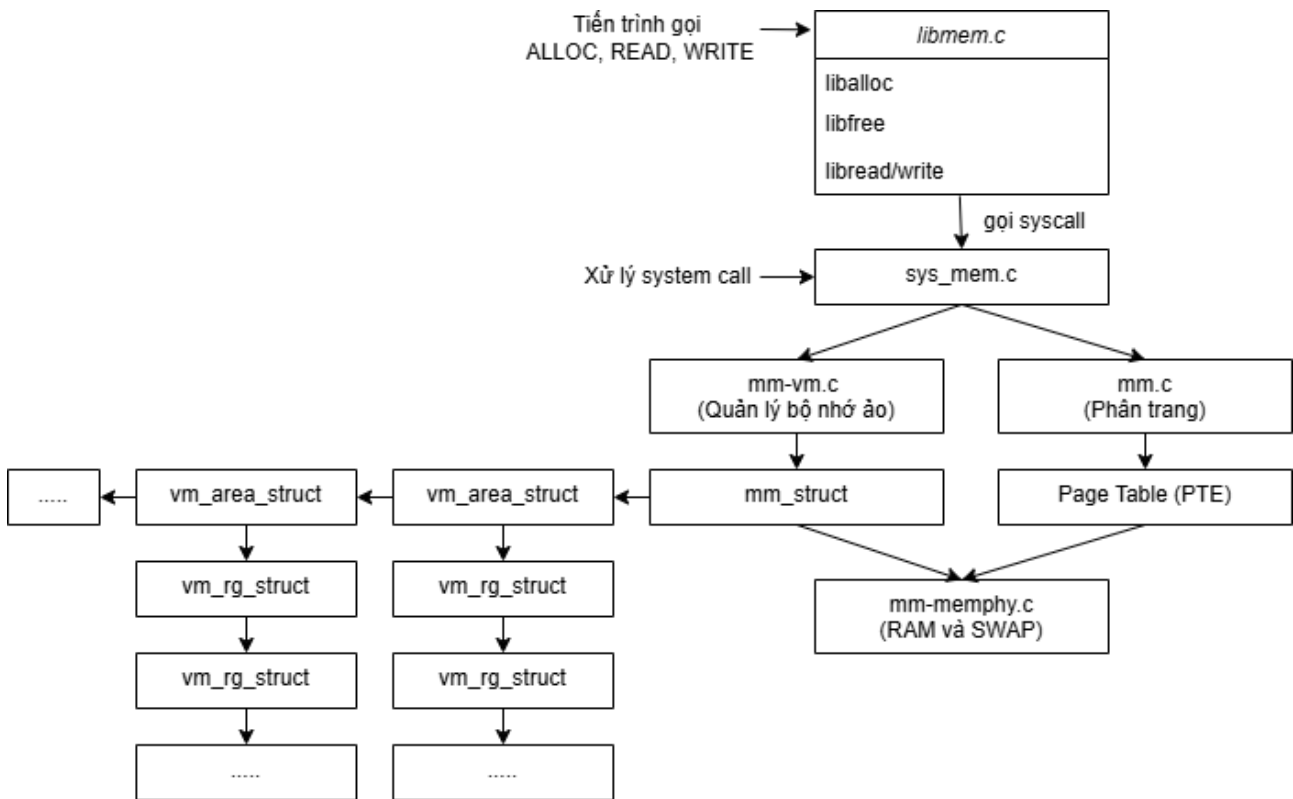 Tiến trình gọi
ALLOC, READ, WRITE
libmem.c
liballoc
libfree
libread/write
gọi syscall
Xử lý system call
sys_mem.c
mm-vm.c
(Quản lý bộ nhớ ảo)
mm.c
(Phân trang)
.....
vm_area_struct
vm_area_struct
mm_struct
Page Table (PTE)
vm_rg_struct
vm_rg_struct
mm-memphy.c
(RAM và SWAP)
vm_rg_struct
vm_rg_struct
.....
.....